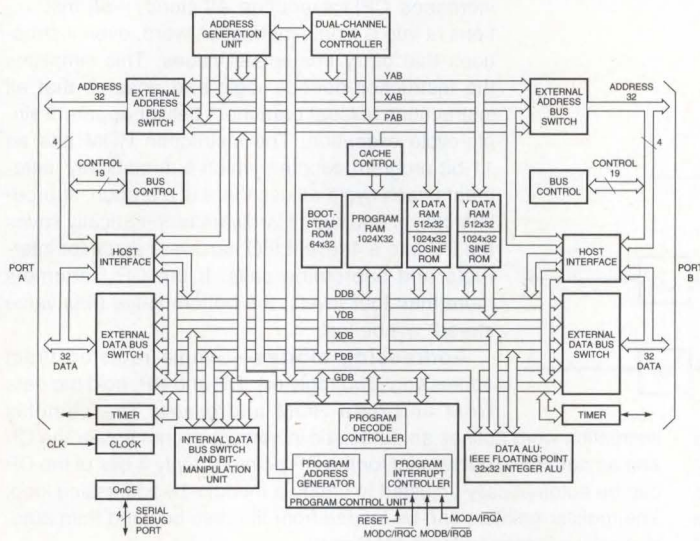 ADDRESS
GENERATION
UNIT
DUAL-CHANNEL
DMA
CONTROLLER
ADDRESS
32
EXTERNAL
ADDRESS
BUS
SWITCH
YAB
XAB
PAB
EXTERNAL
ADDRESS
BUS
SWITCH
ADDRESS
32
4
CONTROL
19
BUS
CONTROL
CACHE
CONTROL
BUS
CONTROL
CONTROL
19
4
BOOT-
STRAP
ROM
64x32
PROGRAM
RAM
1024X32
X DATA
RAM
512x32
1024x32
COSINE
ROM
Y DATA
RAM
512x32
1024x32
SINE
ROM
HOST
INTERFACE
HOST
INTERFACE
PORT
A
PORT
B
DDB
YDB
XDB
PDB
GDB
EXTERNAL
DATA BUS
SWITCH
32
DATA
EXTERNAL
DATA BUS
SWITCH
32
DATA
TIMER
TIMER
CLK
CLOCK
OnCE
4
SERIAL
DEBUG
PORT
INTERNAL DATA
BUS SWITCH
AND BIT-
MANIPULATION
UNIT
PROGRAM
DECODE
CONTROLLER
PROGRAM
ADDRESS
GENERATOR
PROGRAM
INTERRUPT
CONTROLLER
PROGRAM CONTROL UNIT
DATA ALU:
IEEE FLOATING POINT
32x32 INTEGER ALU
RESET
MODA/IRQA
MODC/IRQC
MODB/IRQB